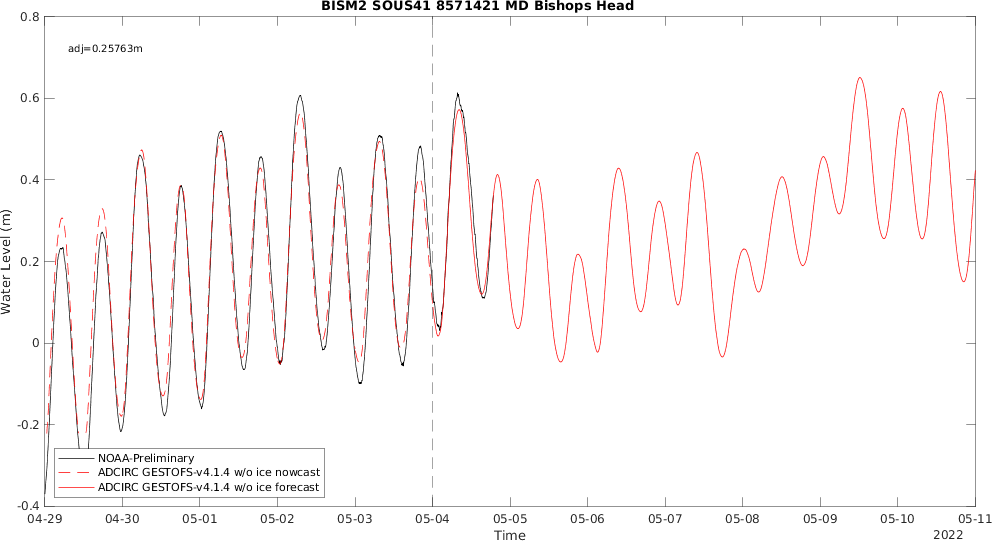 BISM2 SOUS41 8571421 MD Bishops Head
adj=0.25763m
0.8
0.6
0.4
0.2
0
-0.2
-0.4
Water Level (m)
NOAA-Preliminary
ADCIRC GESTOFS-v4.1.4 w/o ice nowcast
ADCIRC GESTOFS-v4.1.4 w/o ice forecast
04-29 04-30 05-01 05-02 05-03 05-04 05-05 05-06 05-07 05-08 05-09 05-10 05-11
Time
2022